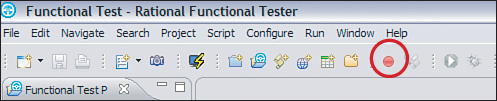 Functional Test - Rational Functional Tester
File Edit Navigate Search Project Script Configure Run Window Help
Functional Test P